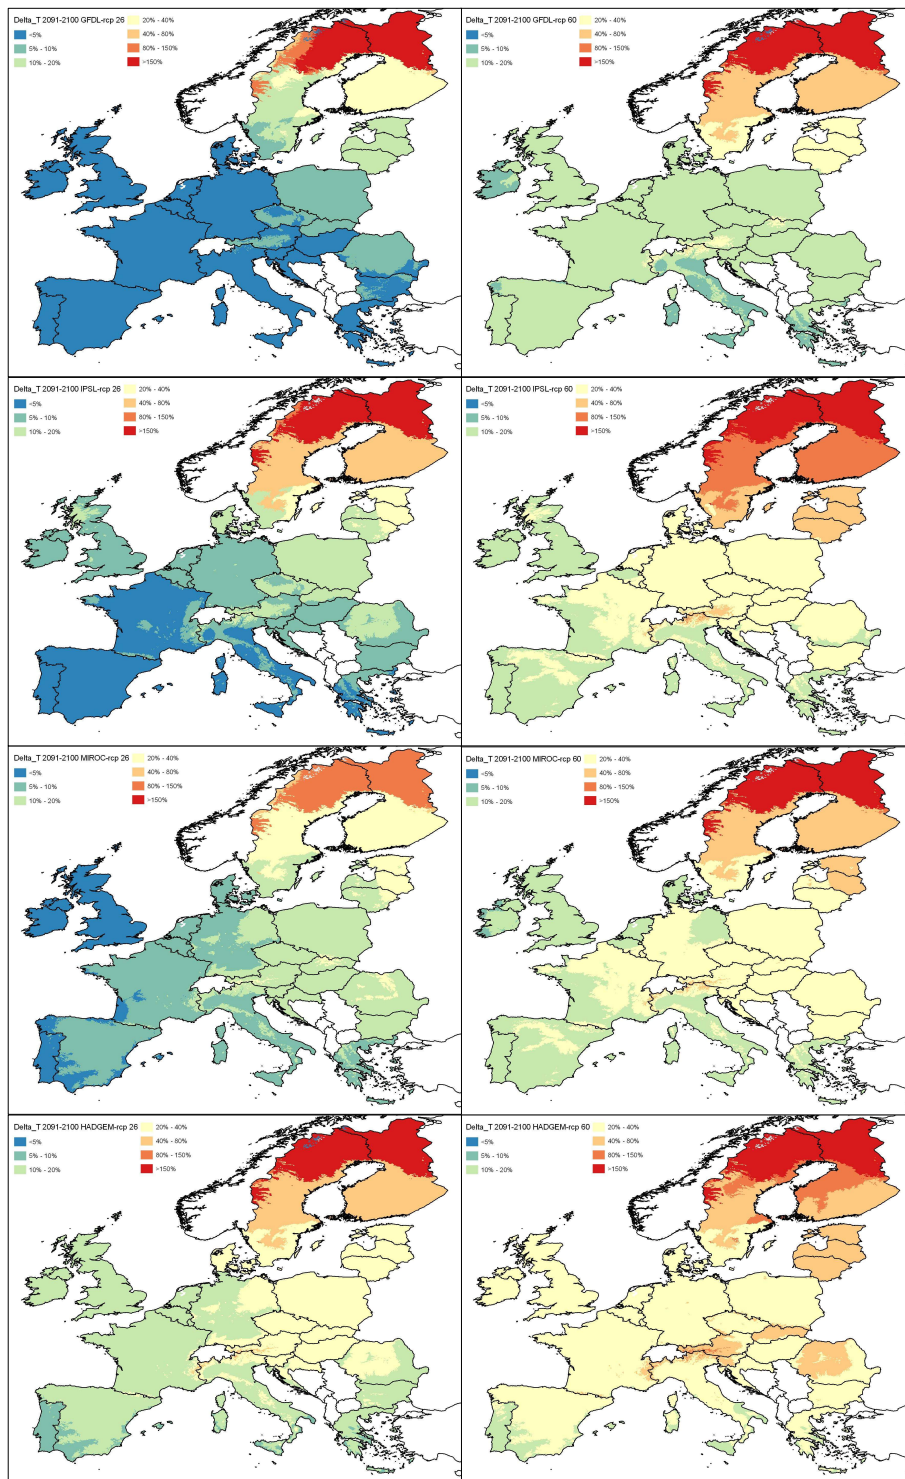 Delta_T 2091-2100 GFDL-rcp 26
<5%
5% - 10%
10% - 20%
20% - 40%
40% - 80%
80% - 150%
>150%
Delta_T 2091-2100 GFDL-rcp 60
<5%
5% - 10%
10% - 20%
20% - 40%
40% - 80%
80% - 150%
>150%
Delta_T 2091-2100 IPSL-rcp 26
<5%
5% - 10%
10% - 20%
20% - 40%
40% - 80%
80% - 150%
>150%
Delta_T 2091-2100 IPSL-rcp 60
<5%
5% - 10%
10% - 20%
20% - 40%
40% - 80%
80% - 150%
>150%
Delta_T 2091-2100 MIROC-rcp 26
<5%
5% - 10%
10% - 20%
20% - 40%
40% - 80%
80% - 150%
>150%
Delta_T 2091-2100 MIROC-rcp 60
<5%
5% - 10%
10% - 20%
20% - 40%
40% - 80%
80% - 150%
>150%
Delta_T 2091-2100 HADGEM-rcp 26
<5%
5% - 10%
10% - 20%
20% - 40%
40% - 80%
80% - 150%
>150%
Delta_T 2091-2100 HADGEM-rcp 60
<5%
5% - 10%
10% - 20%
20% - 40%
40% - 80%
80% - 150%
>150%